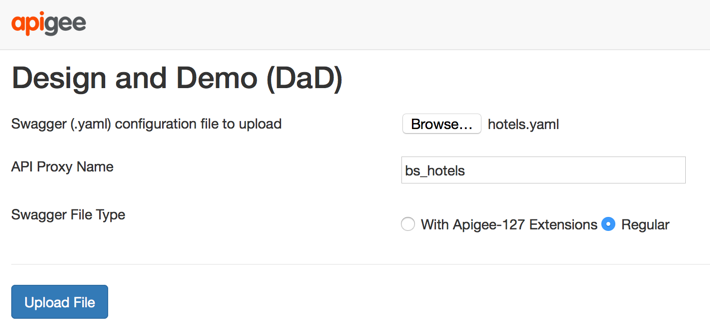 apigee
Design and Demo (DaD)
Swagger (.yaml) configuration file to upload Browse... hotels.yaml
API Proxy Name bs_hotels
Swagger File Type With Apigee-127 Extensions Regular
Upload File